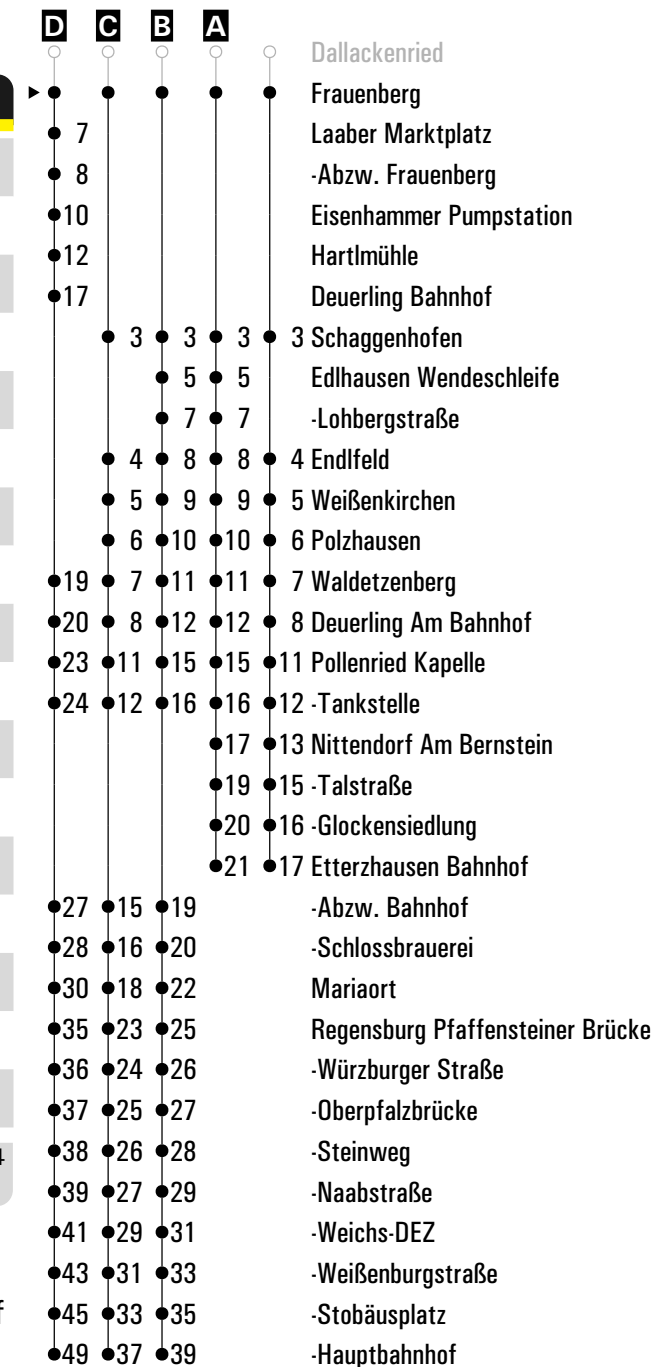 D C B A
Dallackenried
Frauenberg
7 Laaber Marktplatz
8 -Abzw. Frauenberg
10 Eisenhammer Pumpstation
12 Hartlmühle
17 Deuerling Bahnhof
3 3 3 3 Schaggenhofen
5 5 Edlhausen Wendeschleife
7 7 -Lohbergstraße
4 8 8 4 Endlfeld
5 9 9 5 Weißenkirchen
6 10 10 6 Polzhausen
19 7 11 11 7 Waldetzenberg
20 8 12 12 8 Deuerling Am Bahnhof
23 11 15 15 11 Pollenried Kapelle
24 12 16 16 12 -Tankstelle
17 13 Nittendorf Am Bernstein
19 15 -Talstraße
20 16 -Glockensiedlung
21 17 Etterzhausen Bahnhof
27 15 19 -Abzw. Bahnhof
28 16 20 -Schlossbrauerei
30 18 22 Mariaort
35 23 25 Regensburg Pfaffensteiner Brücke
36 24 26 -Würzburger Straße
37 25 27 -Oberpfalzbrücke
38 26 28 -Steinweg
39 27 29 -Naabstraße
41 29 31 -Weichs-DEZ
43 31 33 -Weißenburgstraße
45 33 35 -Stobäusplatz
49 37 39 -Hauptbahnhof